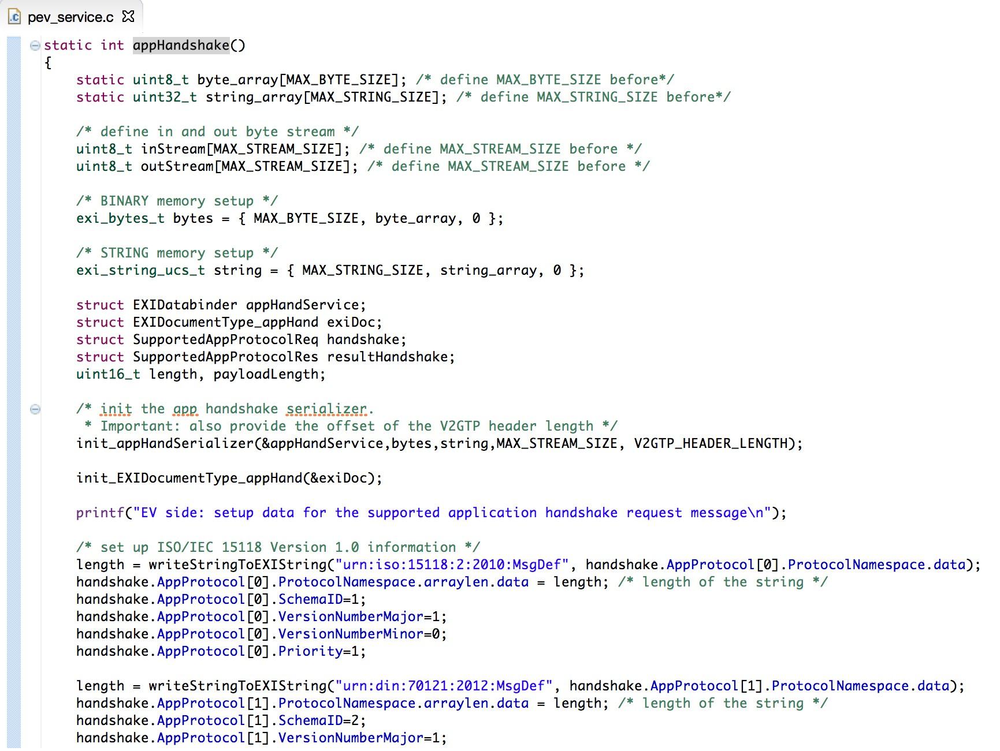 pev_service.c
static int appHandshake()
{
    static uint8_t byte_array[MAX_BYTE_SIZE]; /* define MAX_BYTE_SIZE before*/
    static uint32_t string_array[MAX_STRING_SIZE]; /* define MAX_STRING_SIZE before*/

    /* define in and out byte stream */
    uint8_t inStream[MAX_STREAM_SIZE]; /* define MAX_STREAM_SIZE before */
    uint8_t outStream[MAX_STREAM_SIZE]; /* define MAX_STREAM_SIZE before */

    /* BINARY memory setup */
    exi_bytes_t bytes = { MAX_BYTE_SIZE, byte_array, 0 };

    /* STRING memory setup */
    exi_string_ucs_t string = { MAX_STRING_SIZE, string_array, 0 };

    struct EXIDatabinder appHandService;
    struct EXIDocumentType_appHand exiDoc;
    struct SupportedAppProtocolReq handshake;
    struct SupportedAppProtocolRes resultHandshake;
    uint16_t length, payloadLength;

    /* init the app handshake serializer.
     * Important: also provide the offset of the V2GTP header length */
    init_appHandSerializer(&appHandService,bytes,string,MAX_STREAM_SIZE, V2GTP_HEADER_LENGTH);

    init_EXIDocumentType_appHand(&exiDoc);

    printf("EV side: setup data for the supported application handshake request message\n");

    /* set up ISO/IEC 15118 Version 1.0 information */
    length = writeStringToEXIString("urn:iso:15118:2:2010:MsgDef", handshake.AppProtocol[0].ProtocolNamespace.data);
    handshake.AppProtocol[0].ProtocolNamespace.arraylen.data = length; /* length of the string */
    handshake.AppProtocol[0].SchemaID=1;
    handshake.AppProtocol[0].VersionNumberMajor=1;
    handshake.AppProtocol[0].VersionNumberMinor=0;
    handshake.AppProtocol[0].Priority=1;

    length = writeStringToEXIString("urn:din:70121:2012:MsgDef", handshake.AppProtocol[1].ProtocolNamespace.data);
    handshake.AppProtocol[1].ProtocolNamespace.arraylen.data = length; /* length of the string */
    handshake.AppProtocol[1].SchemaID=2;
    handshake.AppProtocol[1].VersionNumberMajor=1;